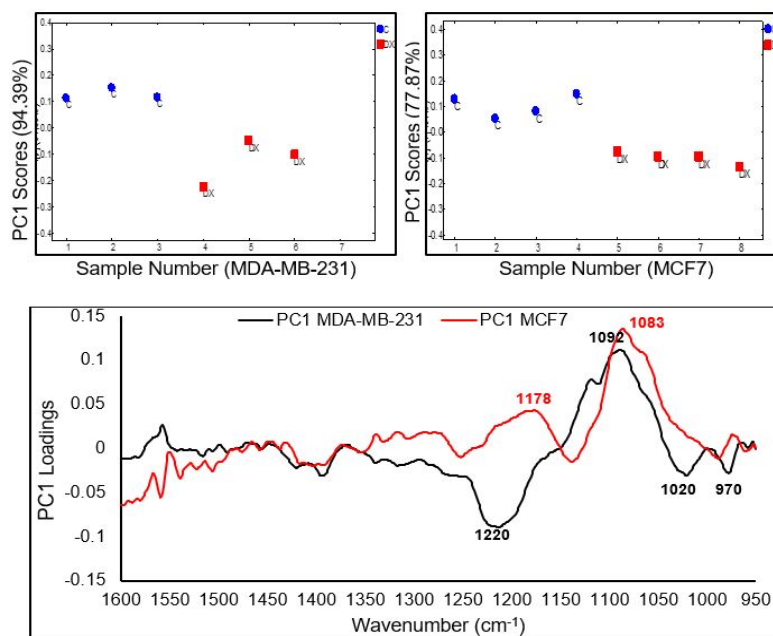 0.4
0.3
0.2
0.1
-0.0
-0.1
-0.2
-0.3
-0.4
PC1 Scores (94.39%)
C
DX
C
C
C
DX
DX
DX
1 2 3 4 5 6 7
Sample Number (MDA-MB-231)
0.4
0.3
0.2
0.1
-0.0
-0.1
-0.2
-0.3
-0.4
PC1 Scores (77.87%)
C
C
C
C
DX
DX
DX
DX
1 2 3 4 5 6 7 8
Sample Number (MCF7)
PC1 MDA-MB-231 PC1 MCF7
0.15
0.1
0.05
0
-0.05
-0.1
-0.15
PC1 Loadings
1083
1092
1178
1220
1020
970
1600 1550 1500 1450 1400 1350 1300 1250 1200 1150 1100 1050 1000 950
Wavenumber (cm-1)